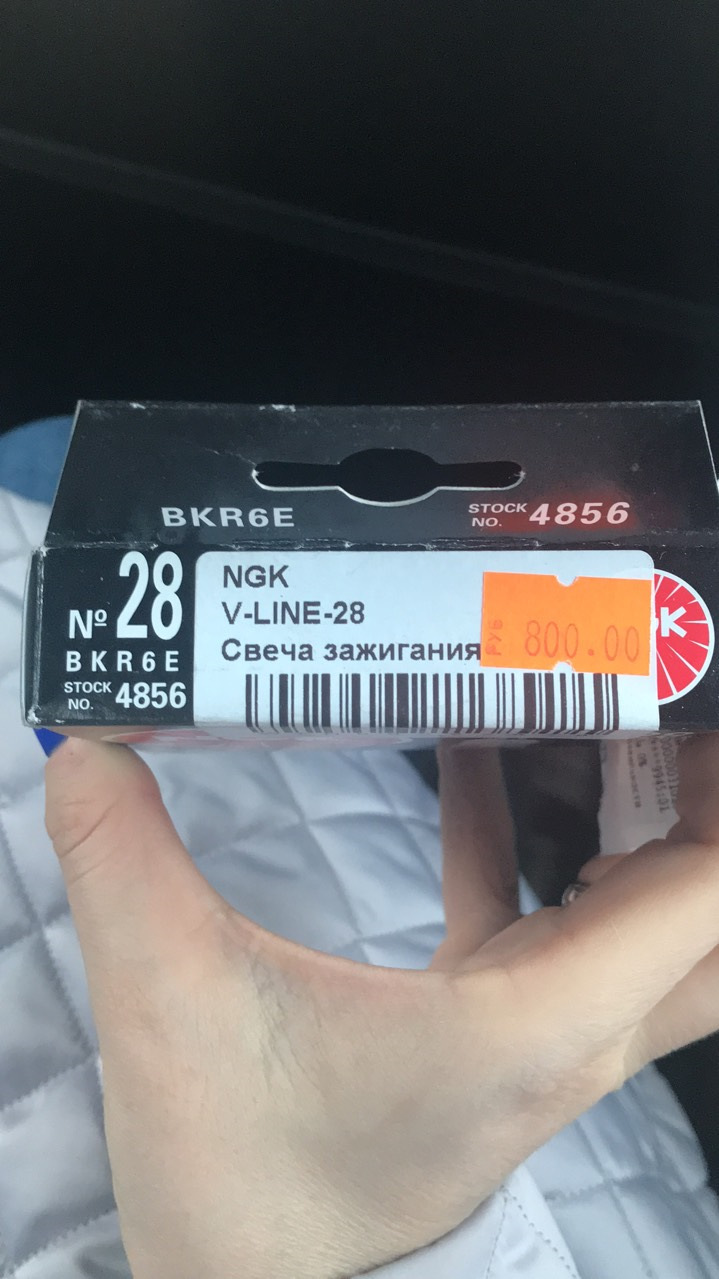 BKR6E
STOCK NO. 4856
Nº 28
BKR6E
STOCK NO. 4856
NGK
V-LINE-28
Свеча зажигания
РУБ 800.00